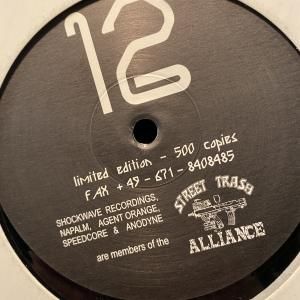 12
limited edition - 500 copies
FAX + 49 - 671 - 8408485
SHOCKWAVE RECORDINGS,
NAPALM, AGENT ORANGE,
SPEEDCORE & ANODYNE
are members of the
STREET TRASH
ALLIANCE